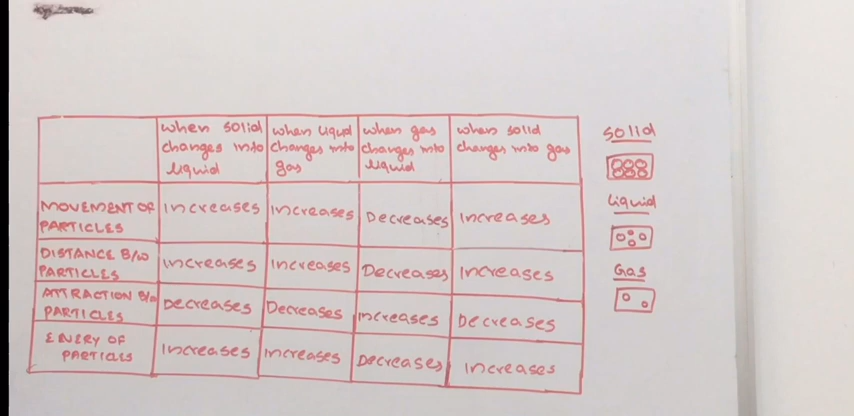 when solid changes into liquid
when liquid changes into gas
when gas changes into liquid
when solid changes into gas
MOVEMENT OF PARTICLES
Increases
Increases
Decreases
Increases
DISTANCE B/W PARTICLES
Increases
Increases
Decreases
Increases
ATTRACTION B/W PARTICLES
Decreases
Decreases
Increases
Decreases
ENERY OF PARTICLES
Increases
Increases
Decreases
Increases
Solid
Liquid
Gas